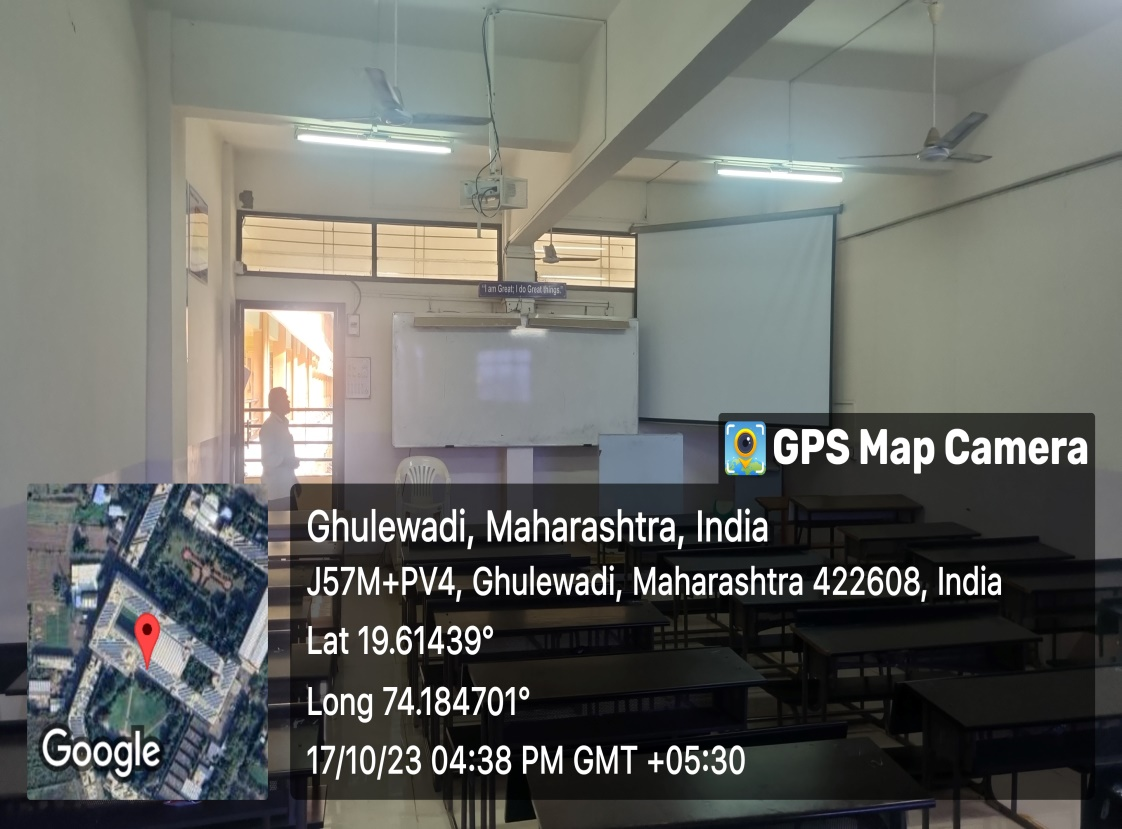 "I am Great; I do Great things."
GPS Map Camera
Ghulewadi, Maharashtra, India
J57M+PV4, Ghulewadi, Maharashtra 422608, India
Lat 19.61439°
Long 74.184701°
17/10/23 04:38 PM GMT +05:30
Google